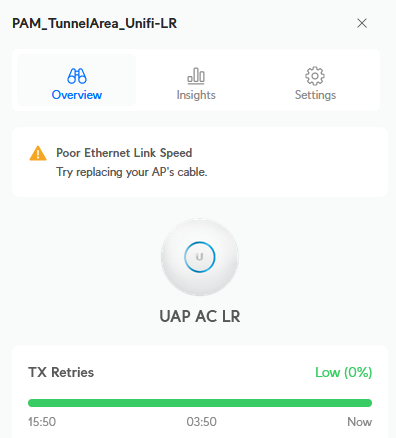 PAM_TunnelArea_Unifi-LR
Overview
Insights
Settings
Poor Ethernet Link Speed
Try replacing your AP's cable.
U
UAP AC LR
TX Retries
Low (0%)
15:50
03:50
Now